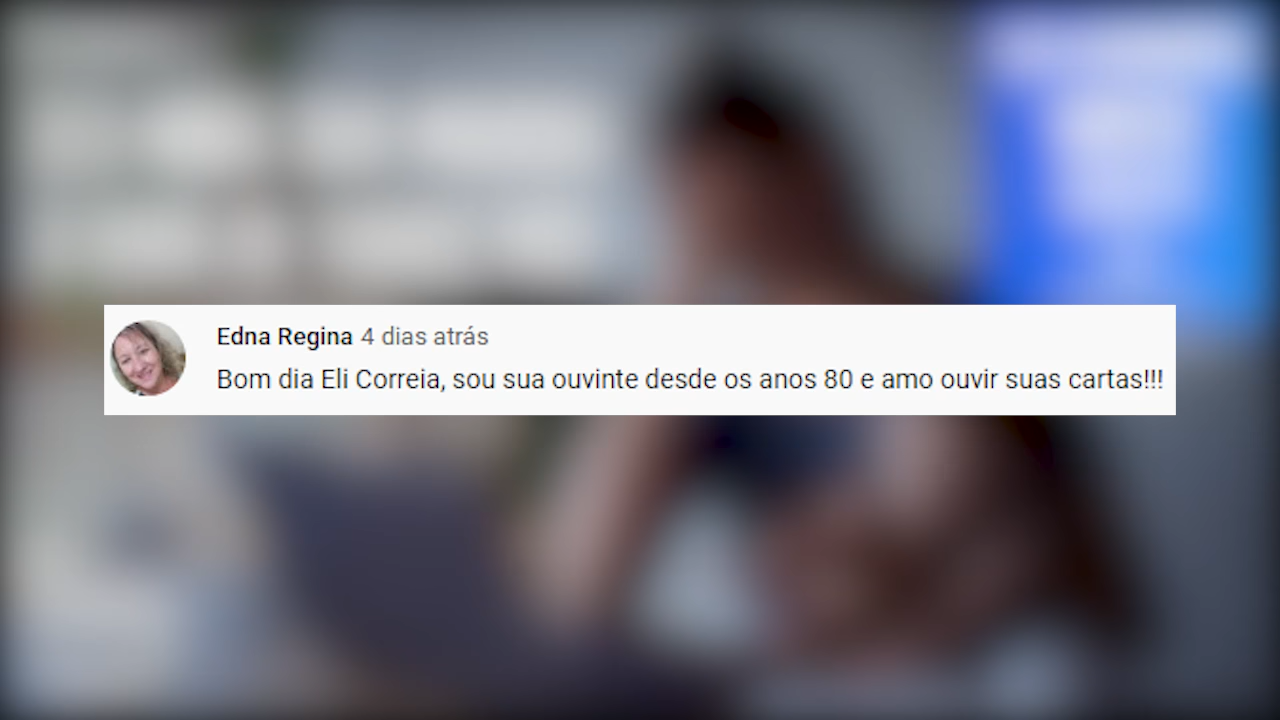 Edna Regina 4 dias atrás
Bom dia Eli Correia, sou sua ouvinte desde os anos 80 e amo ouvir suas cartas!!!